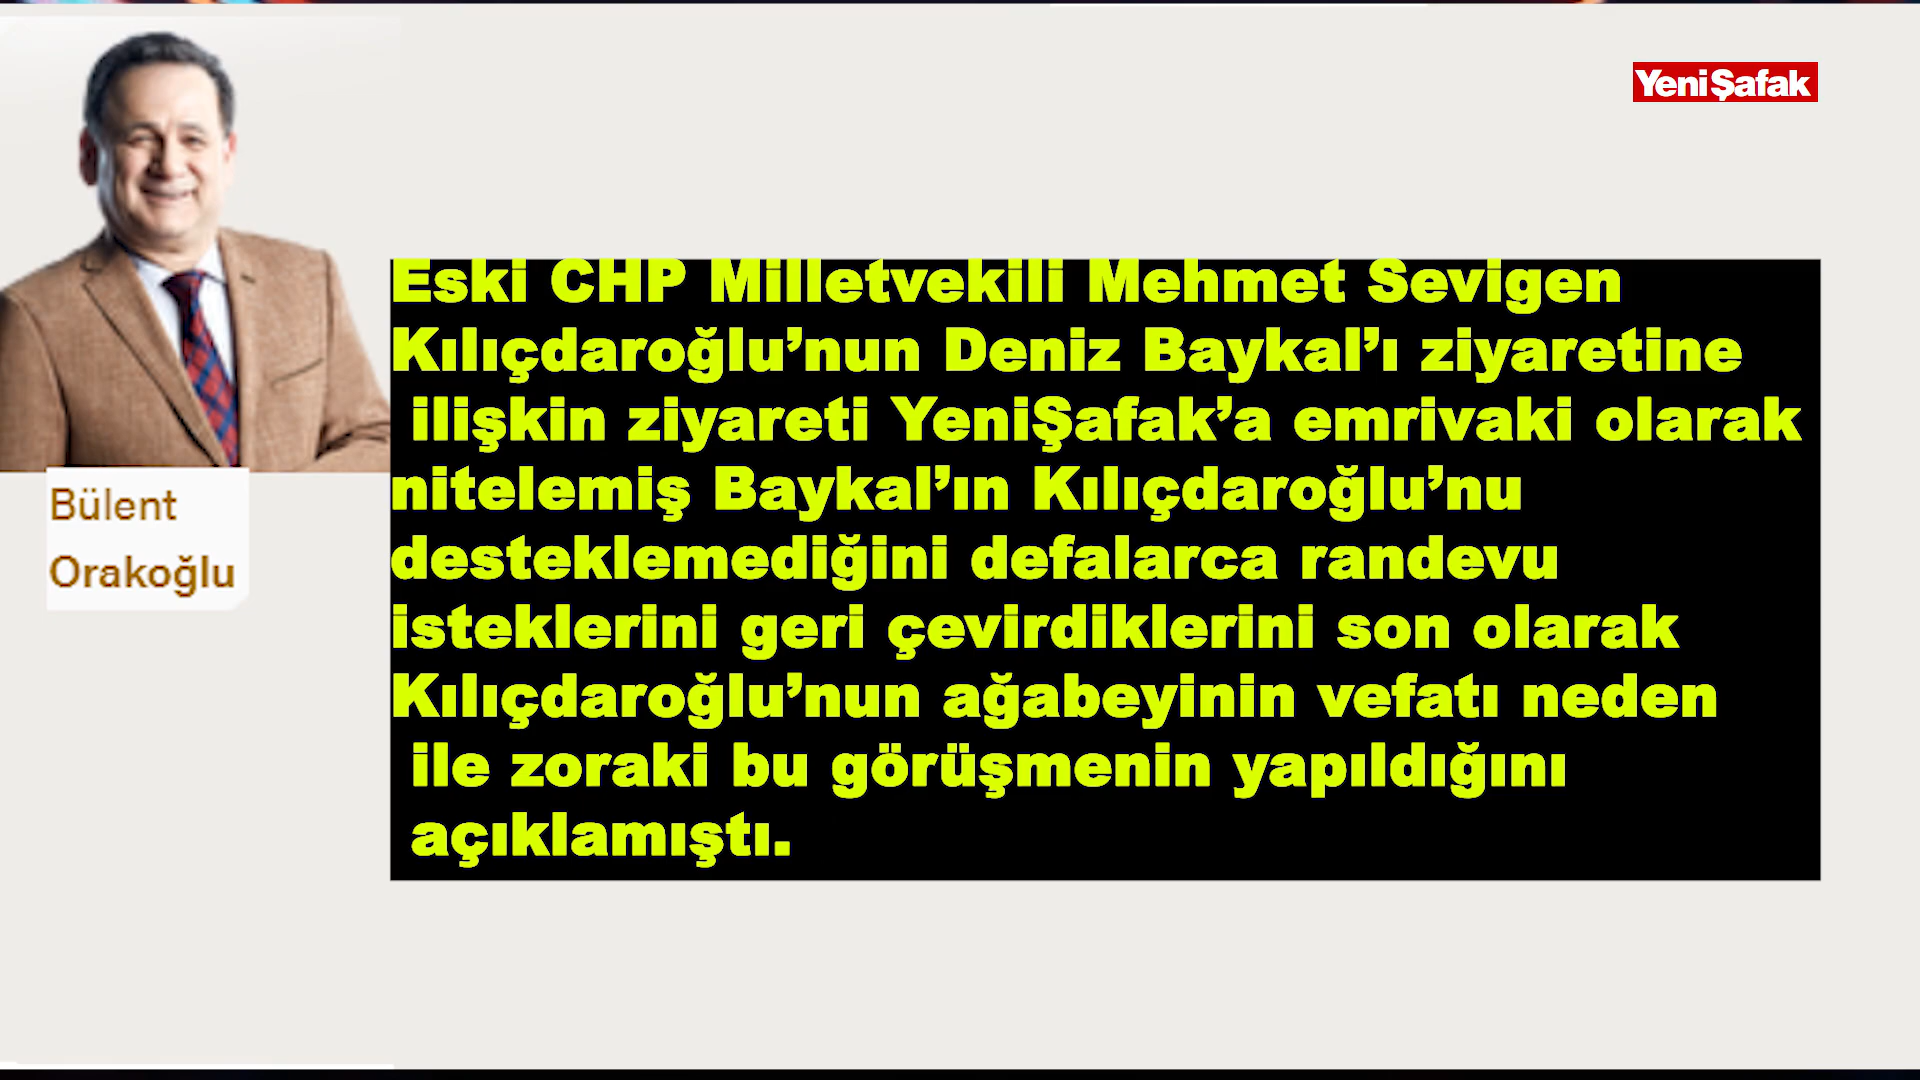 YeniŞafak
Eski CHP Milletvekili Mehmet Sevigen
Kılıçdaroğlu’nun Deniz Baykal’ı ziyaretine
ilişkin ziyareti YeniŞafak’a emrivaki olarak
nitelemiş Baykal’ın Kılıçdaroğlu’nu
desteklemediğini defalarca randevu
isteklerini geri çevirdiklerini son olarak
Kılıçdaroğlu’nun ağabeyinin vefatı neden
ile zoraki bu görüşmenin yapıldığını
açıklamıştı.
Bülent
Orakoğlu